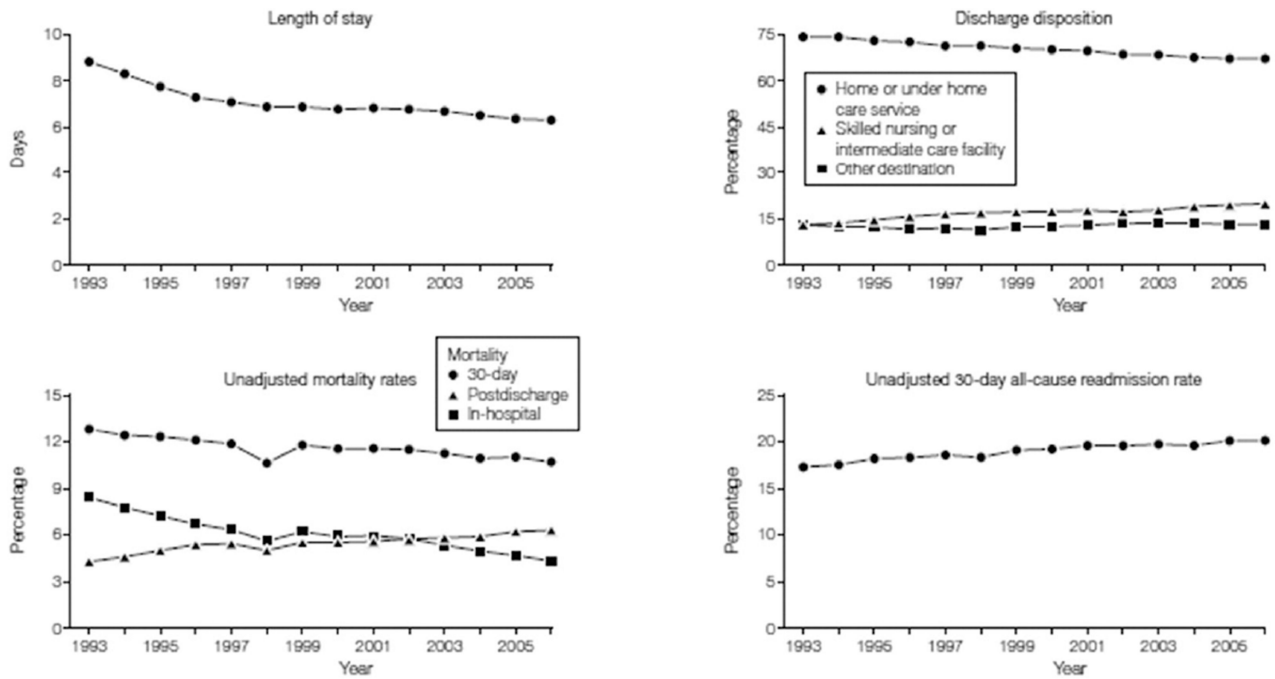 Length of stay
10
8
6
4
2
0
Days
1993 1995 1997 1999 2001 2003 2005
Year
Discharge disposition
75
60
45
30
15
0
Percentage
Home or under home
care service
Skilled nursing or
intermediate care facility
Other destination
1993 1995 1997 1999 2001 2003 2005
Year
Unadjusted mortality rates
Mortality
30-day
Postdischarge
In-hospital
15
12
9
6
3
0
Percentage
1993 1995 1997 1999 2001 2003 2005
Year
Unadjusted 30-day all-cause readmission rate
25
20
15
10
5
0
Percentage
1993 1995 1997 1999 2001 2003 2005
Year